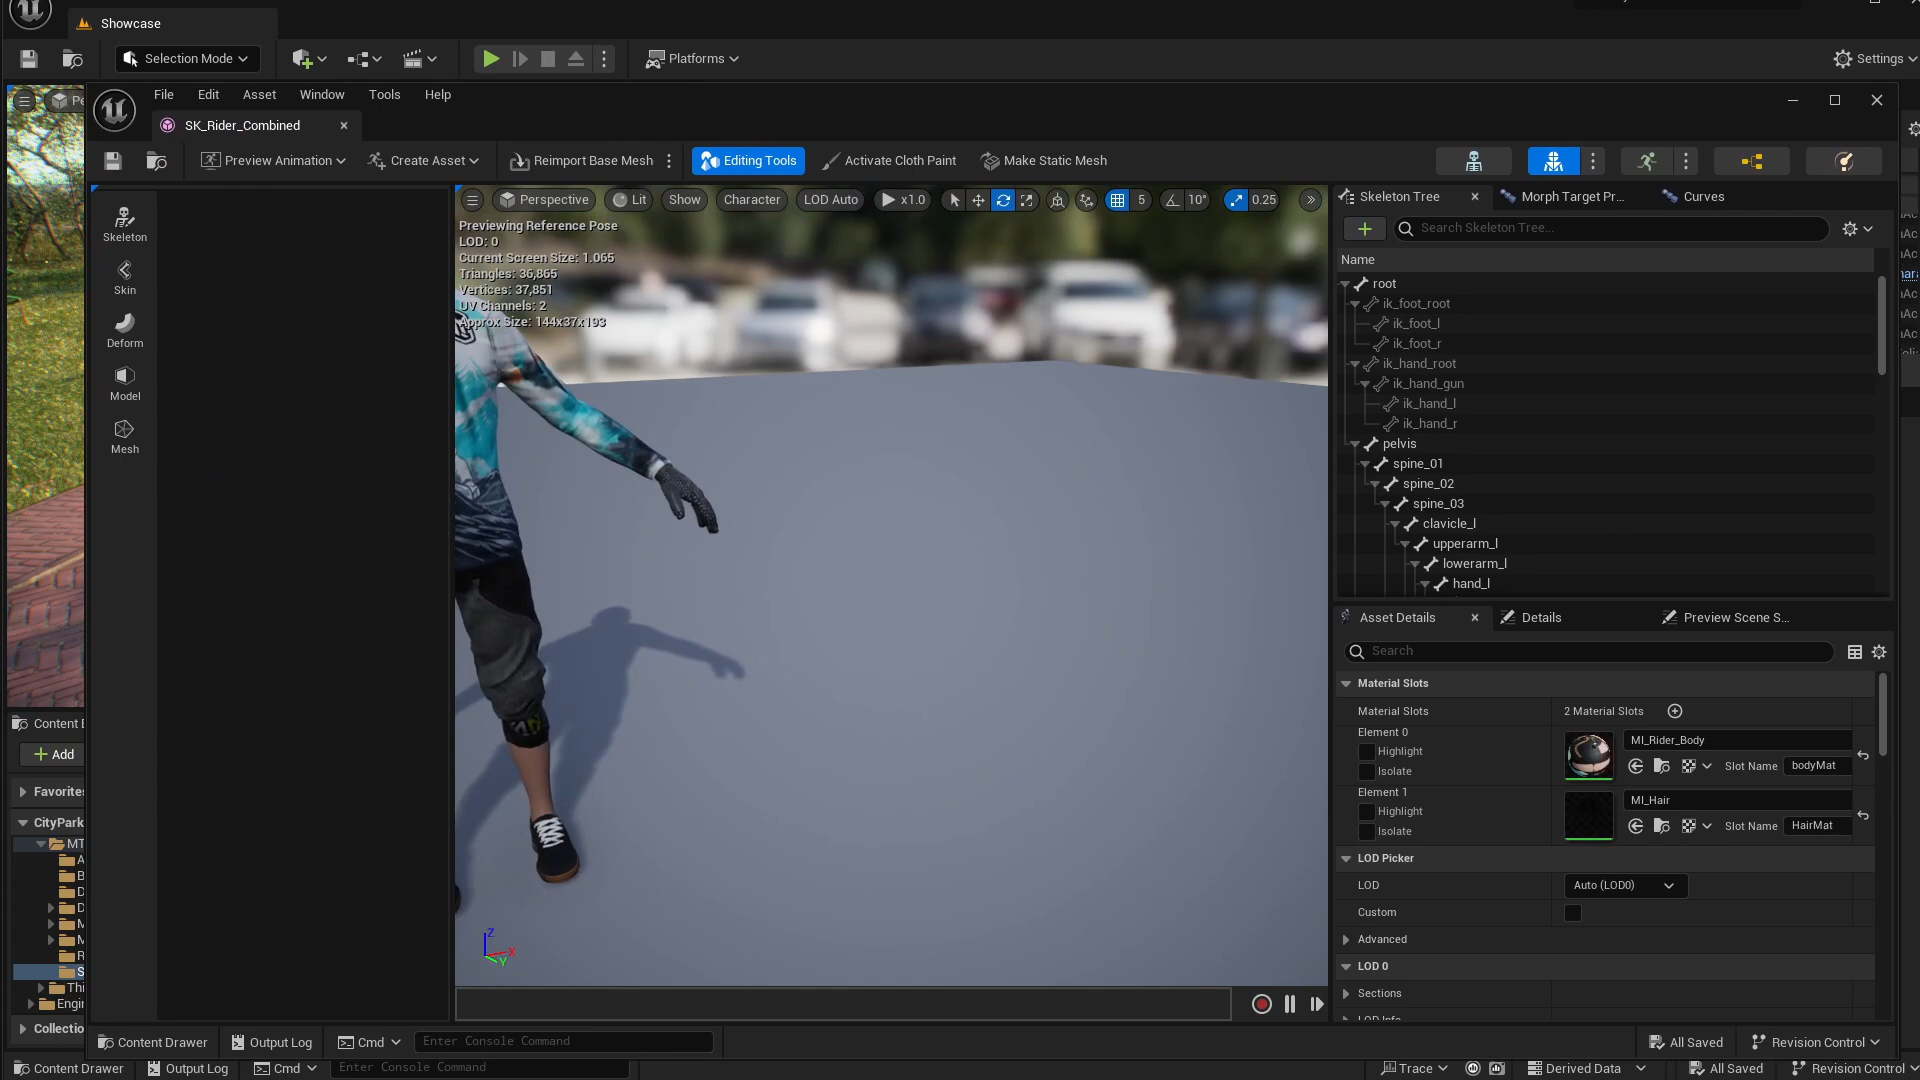 Showcase
Selection Mode
Platforms
Settings
File Edit Asset Window Tools Help
SK_Rider_Combined
Preview Animation
Create Asset
Reimport Base Mesh
Editing Tools
Activate Cloth Paint
Make Static Mesh
Skeleton
Skin
Deform
Model
Mesh
Perspective
Lit
Show
Character
LOD Auto
x1.0
5
10°
0.25
Previewing Reference Pose
LOD: 0
Current Screen Size: 1.065
Triangles: 36,865
Vertices: 37,851
UV Channels: 2
Approx Size: 144x37x193
Z
X
Y
Skeleton Tree
Morph Target Pr...
Curves
Search Skeleton Tree...
Name
root
ik_foot_root
ik_foot_l
ik_foot_r
ik_hand_root
ik_hand_gun
ik_hand_l
ik_hand_r
pelvis
spine_01
spine_02
spine_03
clavicle_l
upperarm_l
lowerarm_l
hand_l
Asset Details
Details
Preview Scene S...
Search
Material Slots
Material Slots 2 Material Slots
Element 0
Highlight
Isolate
MI_Rider_Body
Slot Name bodyMat
Element 1
Highlight
Isolate
MI_Hair
Slot Name HairMat
LOD Picker
LOD Auto (LOD0)
Custom
Advanced
LOD 0
Sections
LOD Info
Content
Add
Favorites
CityPark
MT
Thi
Engin
Collectio
Content Drawer
Output Log
Cmd
Enter Console Command
All Saved
Revision Control
Content Drawer
Output Log
Cmd
Enter Console Command
Trace
Derived Data
All Saved
Revision Control